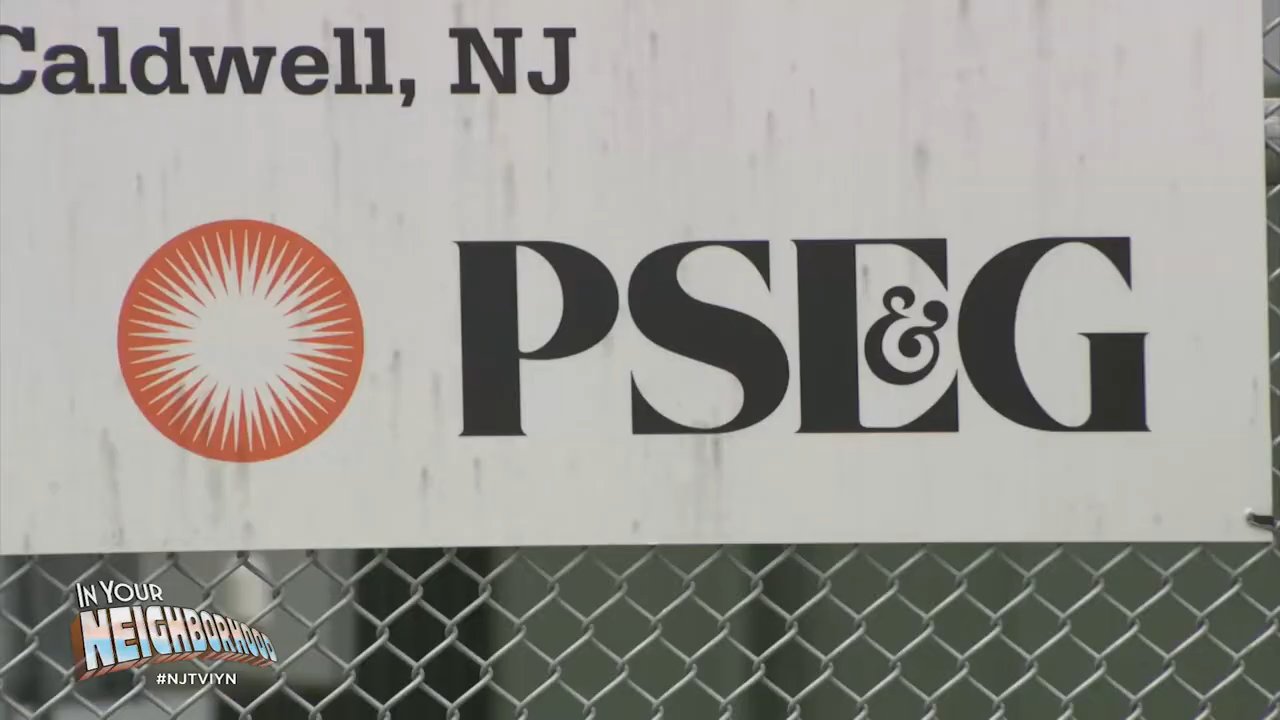 Caldwell, NJ
PSE&G
IN YOUR
NEIGHBORHOOD
#NJTVIYN